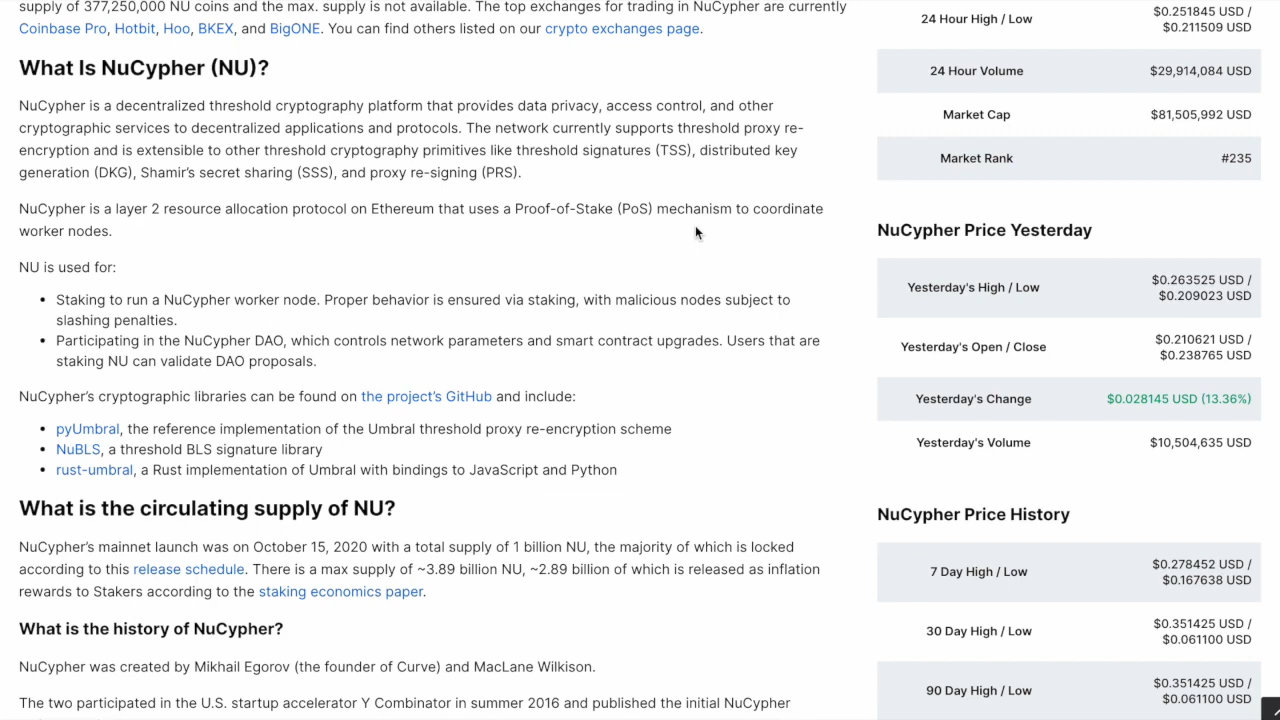 supply of 377,250,000 NU coins and the max. supply is not available. The top exchanges for trading in NuCypher are currently
Coinbase Pro, Hotbit, Hoo, BKEX, and BigONE. You can find others listed on our crypto exchanges page.
What Is NuCypher (NU)?
NuCypher is a decentralized threshold cryptography platform that provides data privacy, access control, and other
cryptographic services to decentralized applications and protocols. The network currently supports threshold proxy re-
encryption and is extensible to other threshold cryptography primitives like threshold signatures (TSS), distributed key
generation (DKG), Shamir's secret sharing (SSS), and proxy re-signing (PRS).
NuCypher is a layer 2 resource allocation protocol on Ethereum that uses a Proof-of-Stake (PoS) mechanism to coordinate
worker nodes.
NU is used for:
• Staking to run a NuCypher worker node. Proper behavior is ensured via staking, with malicious nodes subject to
slashing penalties.
• Participating in the NuCypher DAO, which controls network parameters and smart contract upgrades. Users that are
staking NU can validate DAO proposals.
NuCypher's cryptographic libraries can be found on the project's GitHub and include:
• pyUmbral, the reference implementation of the Umbral threshold proxy re-encryption scheme
• NuBLS, a threshold BLS signature library
• rust-umbral, a Rust implementation of Umbral with bindings to JavaScript and Python
What is the circulating supply of NU?
NuCypher's mainnet launch was on October 15, 2020 with a total supply of 1 billion NU, the majority of which is locked
according to this release schedule. There is a max supply of ~3.89 billion NU, ~2.89 billion of which is released as inflation
rewards to Stakers according to the staking economics paper.
What is the history of NuCypher?
NuCypher was created by Mikhail Egorov (the founder of Curve) and MacLane Wilkison.
The two participated in the U.S. startup accelerator Y Combinator in summer 2016 and published the initial NuCypher
24 Hour High / Low
$0.251845 USD /
$0.211509 USD
24 Hour Volume
$29,914,084 USD
Market Cap
$81,505,992 USD
Market Rank
#235
NuCypher Price Yesterday
Yesterday's High / Low
$0.263525 USD /
$0.209023 USD
Yesterday's Open / Close
$0.210621 USD /
$0.238765 USD
Yesterday's Change
$0.028145 USD (13.36%)
Yesterday's Volume
$10,504,635 USD
NuCypher Price History
7 Day High / Low
$0.278452 USD /
$0.167638 USD
30 Day High / Low
$0.351425 USD /
$0.061100 USD
90 Day High / Low
$0.351425 USD /
$0.061100 USD